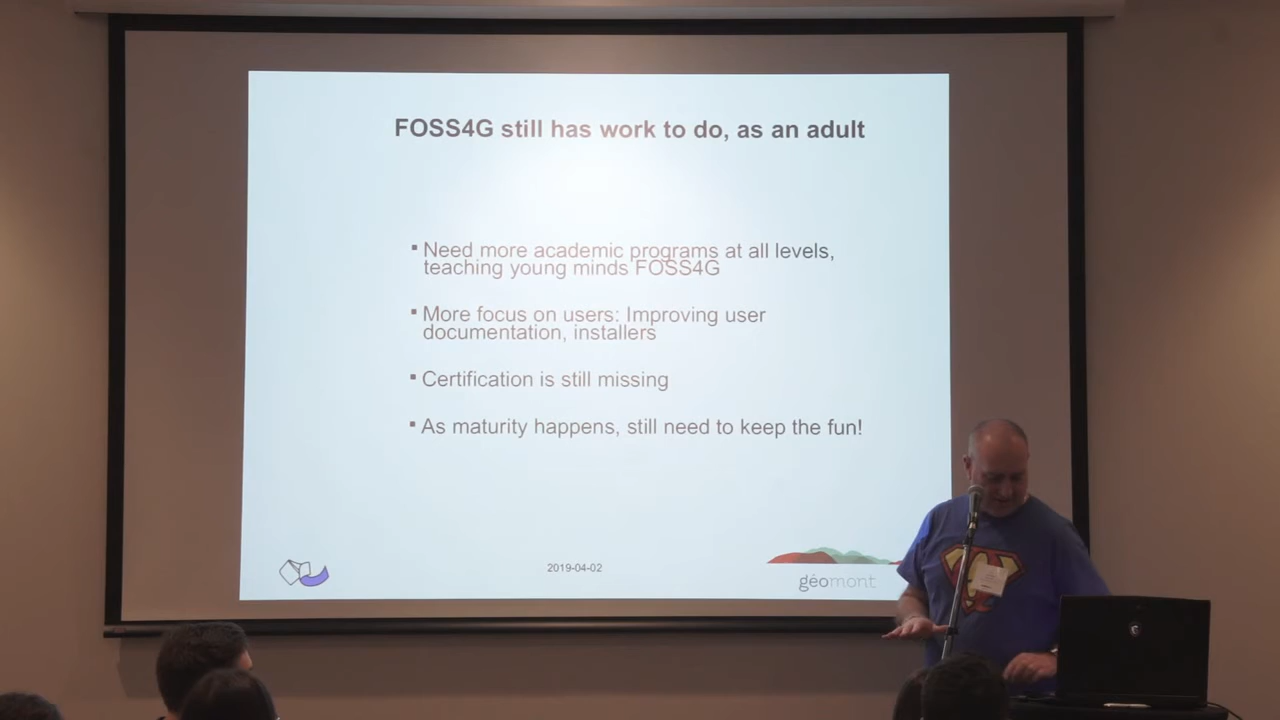 FOSS4G still has work to do, as an adult
▪ Need more academic programs at all levels,
teaching young minds FOSS4G
▪ More focus on users: Improving user
documentation, installers
▪ Certification is still missing
▪ As maturity happens, still need to keep the fun!
2019-04-02
géomont